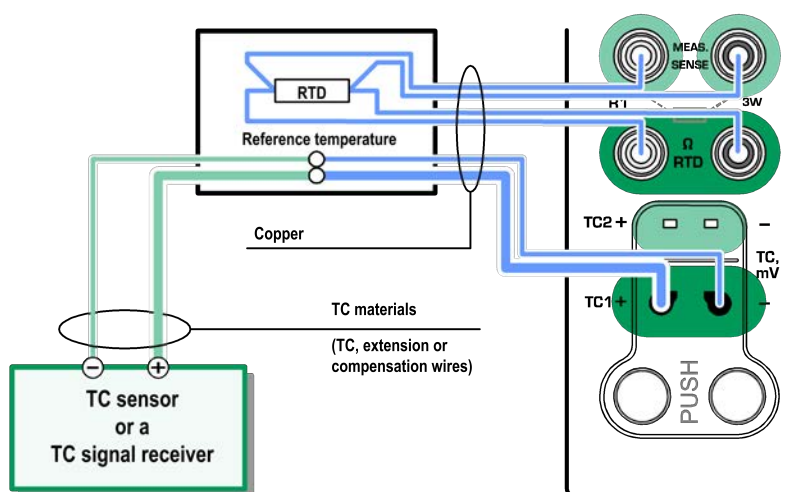 MEAS.
SENSE
R1
3W
Ω
RTD
RTD
Reference temperature
Copper
TC2 + −
TC,
mV
TC1 + −
TC materials
(TC, extension or
compensation wires)
PUSH
− +
TC sensor
or a
TC signal receiver